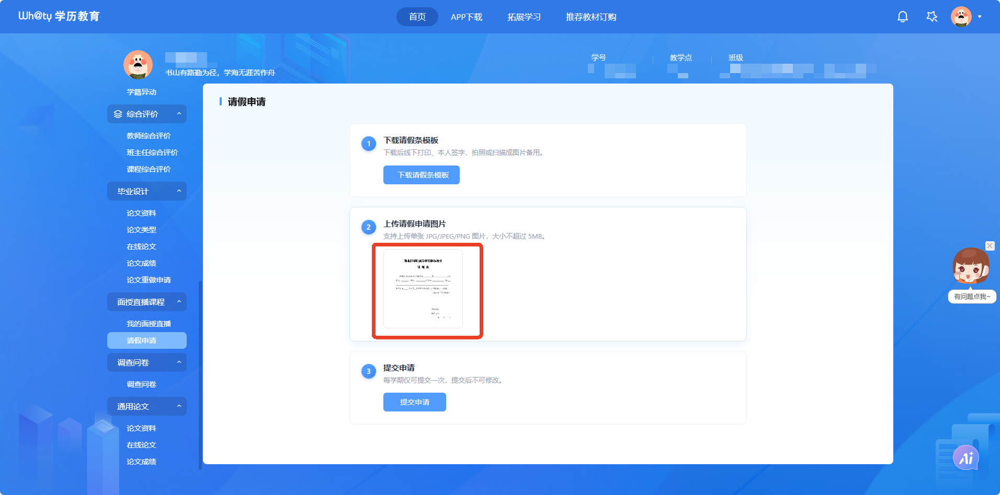 Wh@ty 学历教育
首页
APP下载
拓展学习
推荐教材订购
书山有路勤为径，学海无涯苦作舟
学号
教学点
班级
学籍异动
综合评价
教师综合评价
班主任综合评价
课程综合评价
毕业设计
论文资料
论文类型
在线论文
论文成绩
论文重做申请
面授直播课程
我的面授直播
请假申请
调查问卷
调查问卷
通用论文
论文资料
在线论文
论文成绩
请假申请
1
下载请假条模板
下载后线下打印、本人签字，拍照或扫描成图片备用。
下载请假条模板
2
上传请假申请图片
支持上传单张 JPG/JPEG/PNG 图片，大小不超过 5MB。
请 假 条
3
提交申请
每学期仅可提交一次，提交后不可修改。
提交申请
有问题点我~
Ai